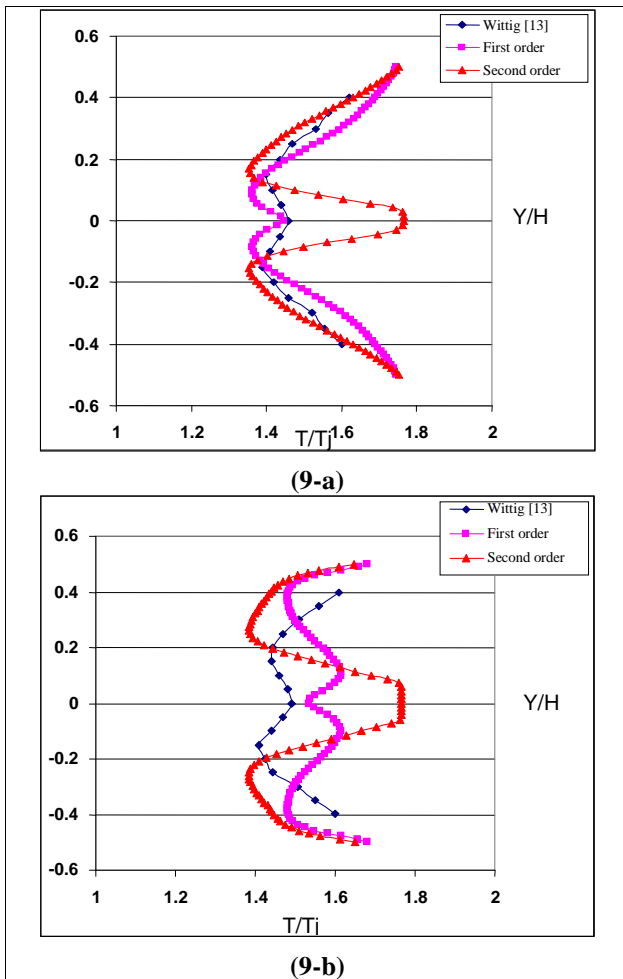 0.6
0.4
0.2
0
-0.2
-0.4
-0.6
1
1.2
1.4
1.6
1.8
2
T/Tj
Y/H
Wittig [13]
First order
Second order
(9-a)
0.6
0.4
0.2
0
-0.2
-0.4
-0.6
1
1.2
1.4
1.6
1.8
2
T/Tj
Y/H
Wittig [13]
First order
Second order
(9-b)